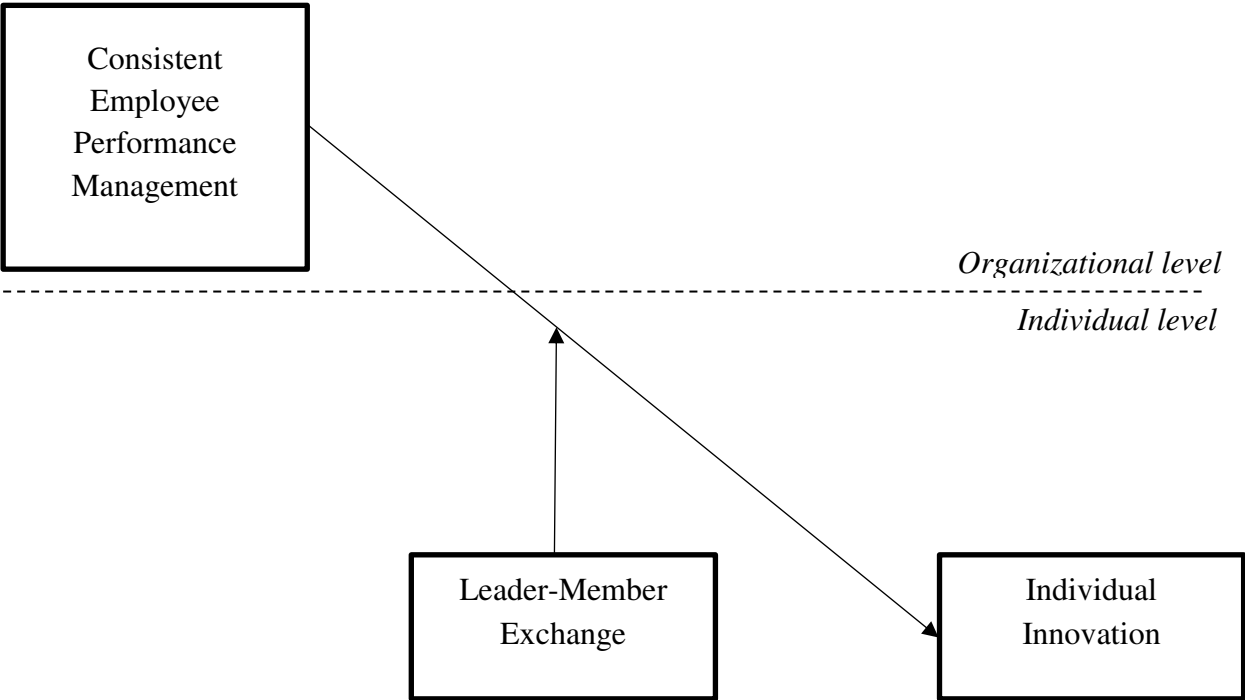 Consistent
Employee
Performance
Management
Organizational level
Individual level
Leader-Member
Exchange
Individual
Innovation